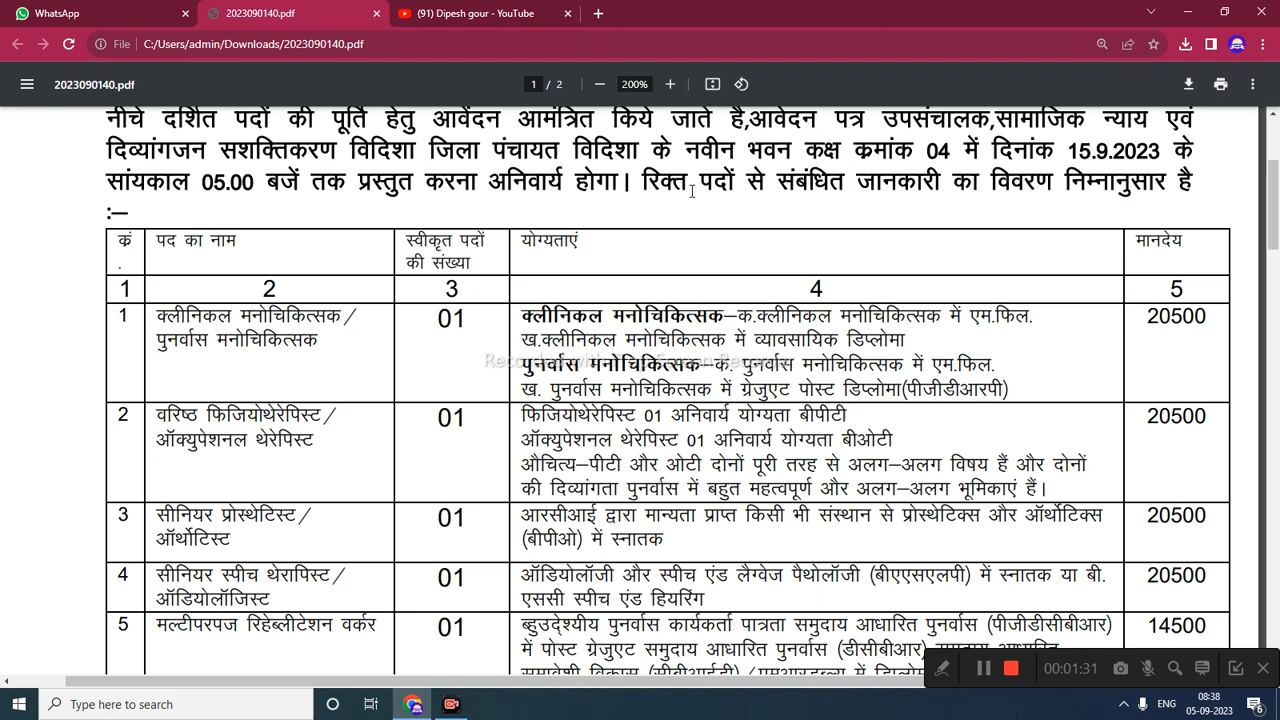 WhatsApp
2023090140.pdf
(91) Dipesh gour - YouTube
File
C:/Users/admin/Downloads/2023090140.pdf
2023090140.pdf
1 / 2
200%
नीचे दर्शित पदों की पूर्ति हेतु आवेंदन आमंत्रित किये जाते है,आवेदन पत्र उपसंचालक,सामाजिक न्याय एवं
दिव्यांगजन सशक्तिकरण विदिशा जिला पंचायत विदिशा के नवीन भवन कक्ष क्रमांक 04 में दिनांक 15.9.2023 के
सांयकाल 05.00 बजें तक प्रस्तुत करना अनिवार्य होगा। रिक्त पदों से संबंधित जानकारी का विवरण निम्नानुसार है
:–
क्रं.
पद का नाम
स्वीकृत पदों
की संख्या
योग्यताएं
मानदेय
1 2 3 4 5
1
क्लीनिकल मनोचिकित्सक/
पुनर्वास मनोचिकित्सक
01
क्लीनिकल मनोचिकित्सक–क.क्लीनिकल मनोचिकित्सक में एम.फिल.
ख.क्लीनिकल मनोचिकित्सक में व्यावसायिक डिप्लोमा
पुनर्वास मनोचिकित्सक–क. पुनर्वास मनोचिकित्सक में एम.फिल.
ख. पुनर्वास मनोचिकित्सक में ग्रेजुएट पोस्ट डिप्लोमा(पीजीडीआरपी)
20500
2
वरिष्ठ फिजियोथेरेपिस्ट/
ऑक्युपेशनल थेरेपिस्ट
01
फिजियोथेरेपिस्ट 01 अनिवार्य योग्यता बीपीटी
ऑक्युपेशनल थेरेपिस्ट 01 अनिवार्य योग्यता बीओटी
औचित्य–पीटी और ओटी दोनों पूरी तरह से अलग–अलग विषय हैं और दोनों
की दिव्यांगता पुनर्वास में बहुत महत्वपूर्ण और अलग–अलग भूमिकाएं हैं।
20500
3
सीनियर प्रोस्थेटिस्ट/
ऑर्थोटिस्ट
01
आरसीआई द्वारा मान्यता प्राप्त किसी भी संस्थान से प्रोस्थेटिक्स और ऑर्थोटिक्स
(बीपीओ) में स्नातक
20500
4
सीनियर स्पीच थेरापिस्ट/
ऑडियोलॉजिस्ट
01
ऑडियोलॉजी और स्पीच एंड लैग्वेज पैथोलॉजी (बीएएसएलपी) में स्नातक या बी.
एससी स्पीच एंड हियरिंग
20500
5
मल्टीपरपज रिहेब्लीटेशन वर्कर
01
ब्हुउदे्श्यीय पुनर्वास कार्यकर्ता पात्रता समुदाय आधारित पुनर्वास (पीजीडीसीबीआर)
में पोस्ट ग्रेजुएट समुदाय आधारित पुनर्वास (डीसीबीआर) समुदाय आधारित
14500
00:01:31
Type here to search
ENG
08:38
05-09-2023
6